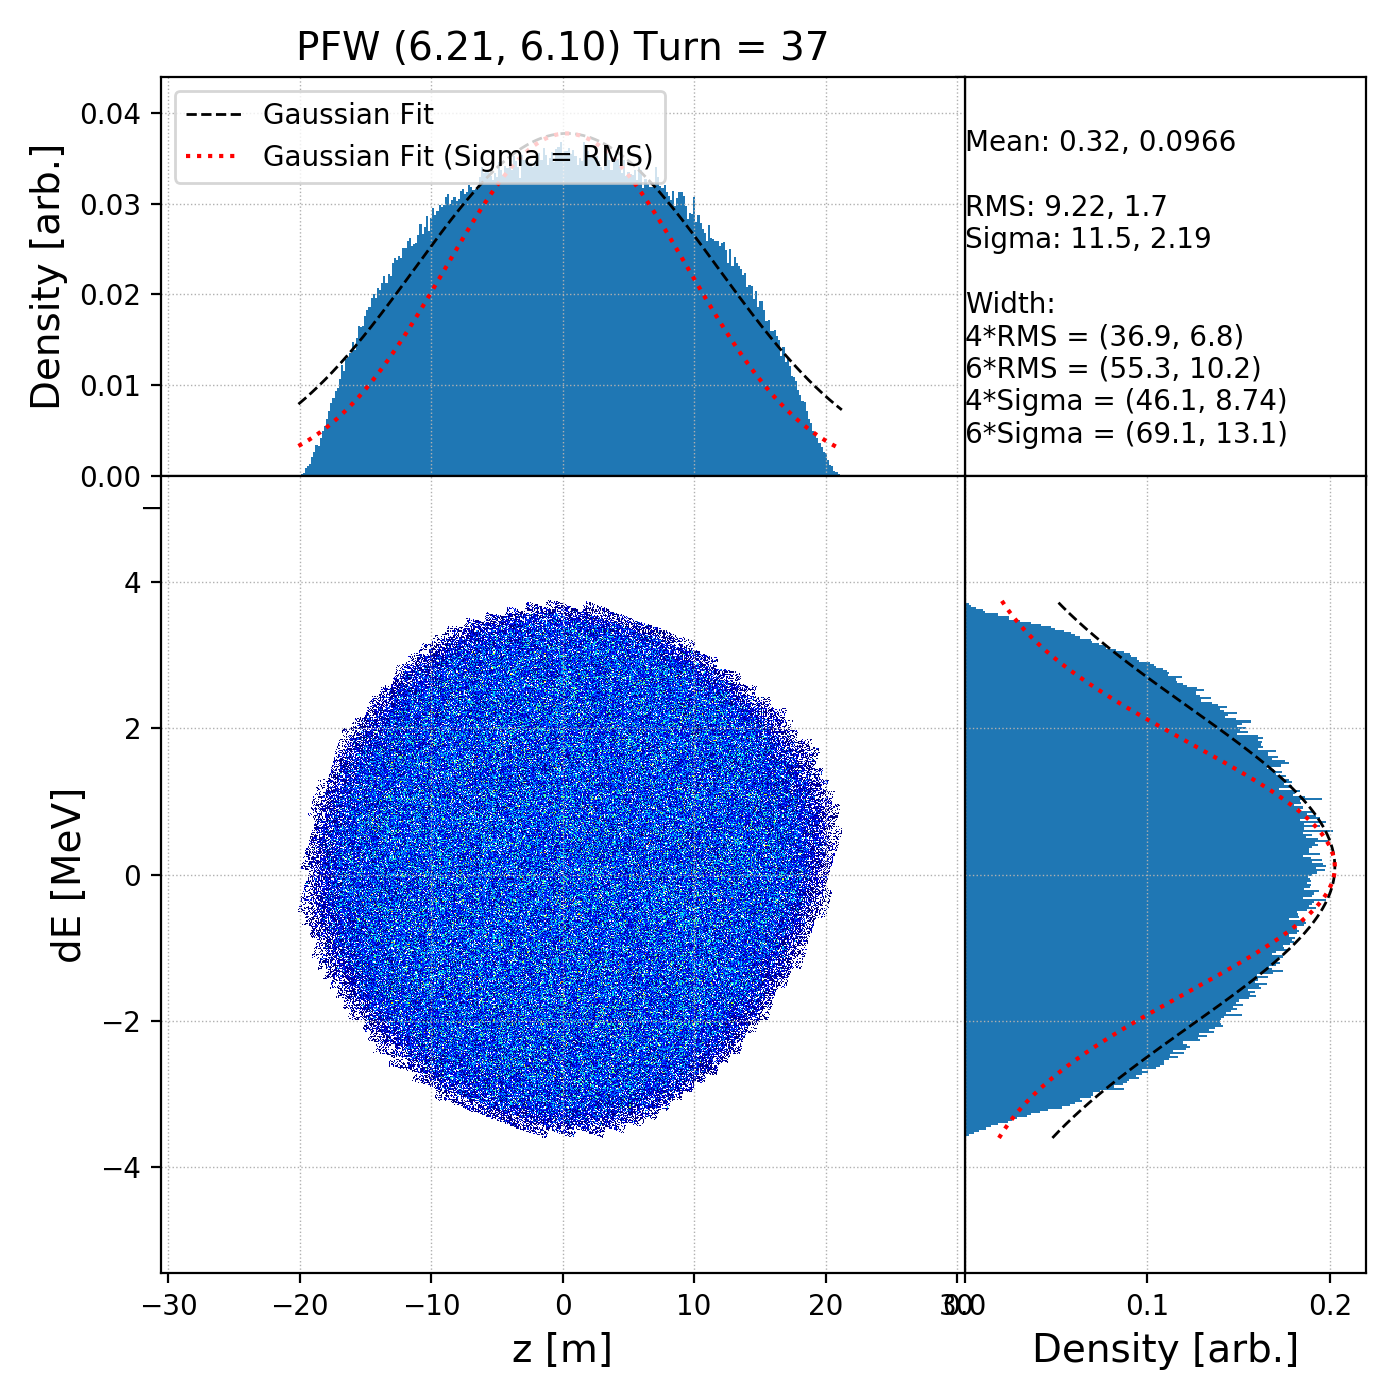 PFW (6.21, 6.10) Turn = 37
Gaussian Fit
Gaussian Fit (Sigma = RMS)
Density [arb.]
0.04
0.03
0.02
0.01
0.00
Mean: 0.32, 0.0966
RMS: 9.22, 1.7
Sigma: 11.5, 2.19
Width:
4*RMS = (36.9, 6.8)
6*RMS = (55.3, 10.2)
4*Sigma = (46.1, 8.74)
6*Sigma = (69.1, 13.1)
dE [MeV]
4
2
0
−2
−4
−30
−20
−10
0
10
20
30
z [m]
0.0
0.1
0.2
Density [arb.]